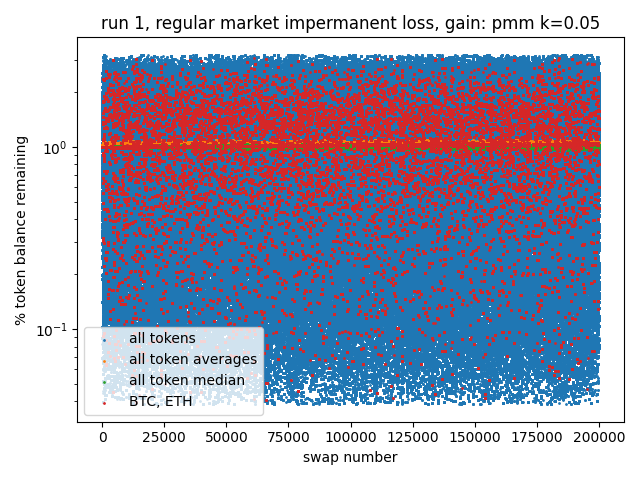 run 1, regular market impermanent loss, gain: pmm k=0.05
% token balance remaining
10^0
10^-1
all tokens
all token averages
all token median
BTC, ETH
0 25000 50000 75000 100000 125000 150000 175000 200000
swap number